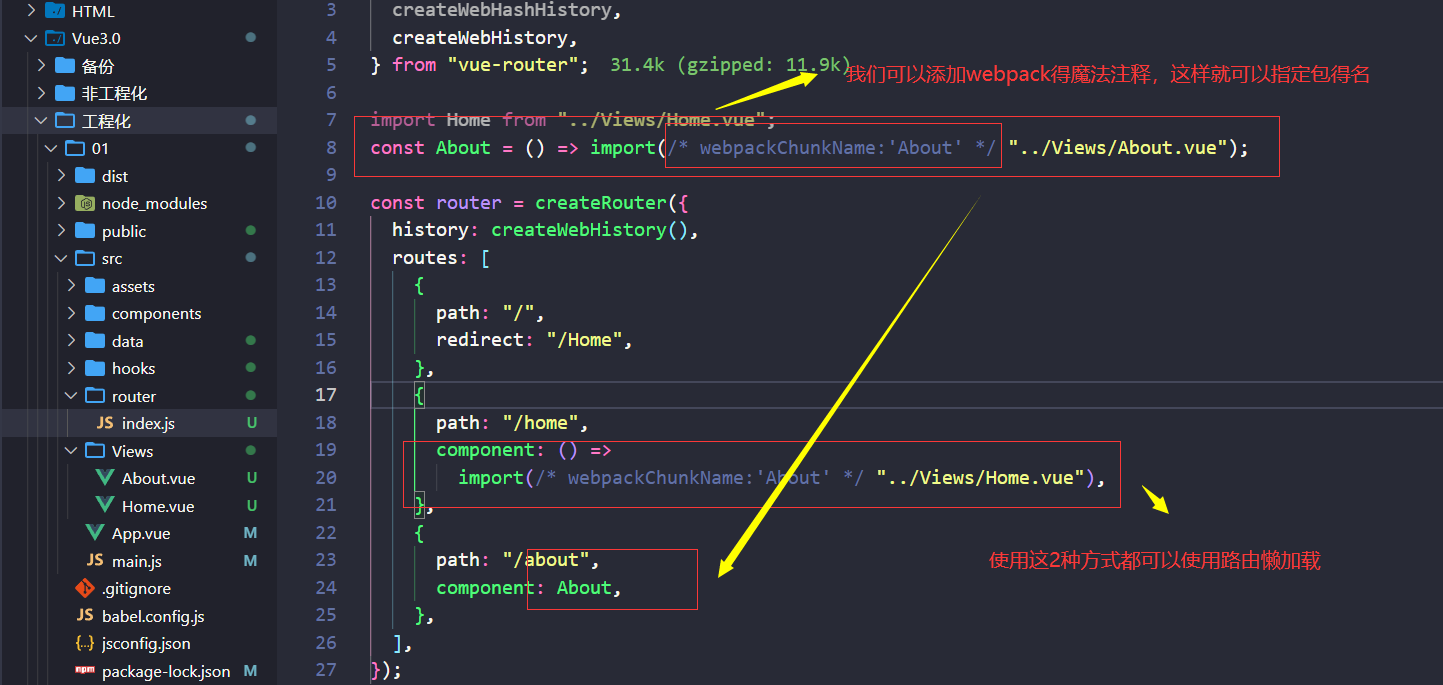 HTML
Vue3.0
备份
非工程化
工程化
01
dist
node_modules
public
src
assets
components
data
hooks
router
JS index.js U
Views
About.vue U
Home.vue U
App.vue M
JS main.js M
.gitignore
JS babel.config.js
{..} jsconfig.json
npm package-lock.json M
3 createWebHashHistory,
4 createWebHistory,
5 } from "vue-router"; 31.4k (gzipped: 11.9k)
我们可以添加webpack得魔法注释，这样就可以指定包得名
6
7 import Home from "../Views/Home.vue";
8 const About = () => import(/* webpackChunkName:'About' */ "../Views/About.vue");
9
10 const router = createRouter({
11 history: createWebHistory(),
12 routes: [
13 {
14 path: "/",
15 redirect: "/Home",
16 },
17 {
18 path: "/home",
19 component: () =>
20 import(/* webpackChunkName:'About' */ "../Views/Home.vue"),
21 },
22 {
23 path: "/about",
使用这2种方式都可以使用路由懒加载
24 component: About,
25 },
26 ],
27 });